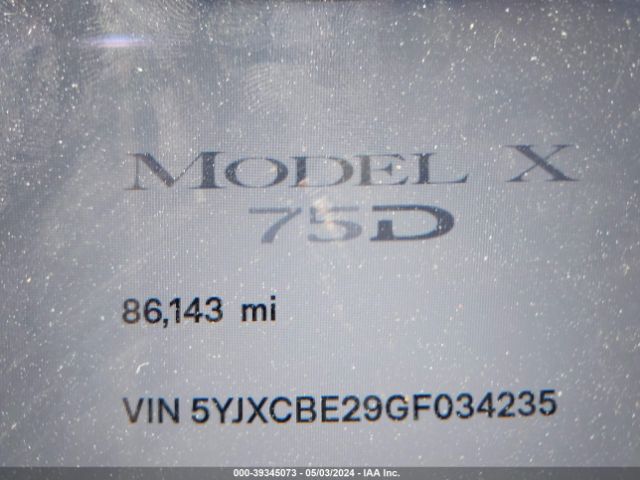 MODEL X
75D
86,143 mi
VIN 5YJXCBE29GF034235
000-39345073 - 05/03/2024 - IAA Inc.